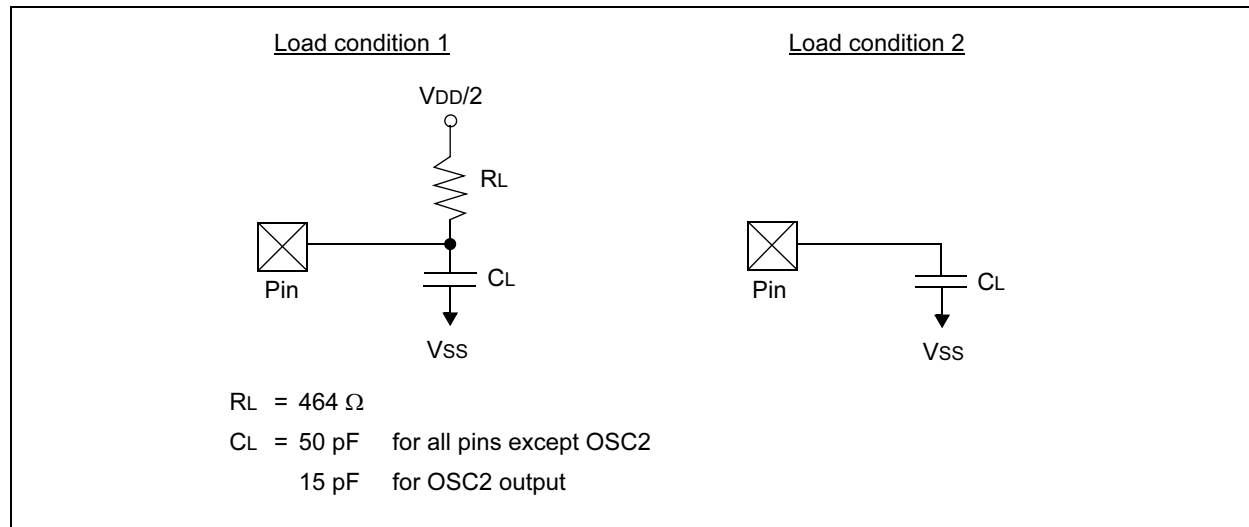 Load condition 1
Load condition 2
VDD/2
RL
CL
Pin
VSS
CL
Pin
VSS
RL = 464 Ω
CL = 50 pF for all pins except OSC2
15 pF for OSC2 output